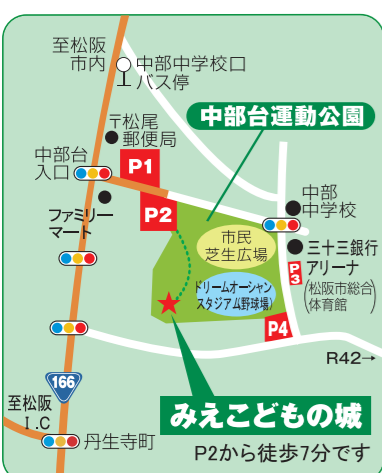 至松阪
市内
中部中学校口
バス停
〒松尾
郵便局
中部台運動公園
中部台
入口
P1
P2
ファミリー
マート
中部
中学校
市民
芝生広場
三十三銀行
アリーナ
(松阪市総合
体育館)
P3
ドリームオーシャン
スタジアム(野球場)
P4
R42→
166
至松阪
I.C
みえこどもの城
丹生寺町
P2から徒歩7分です